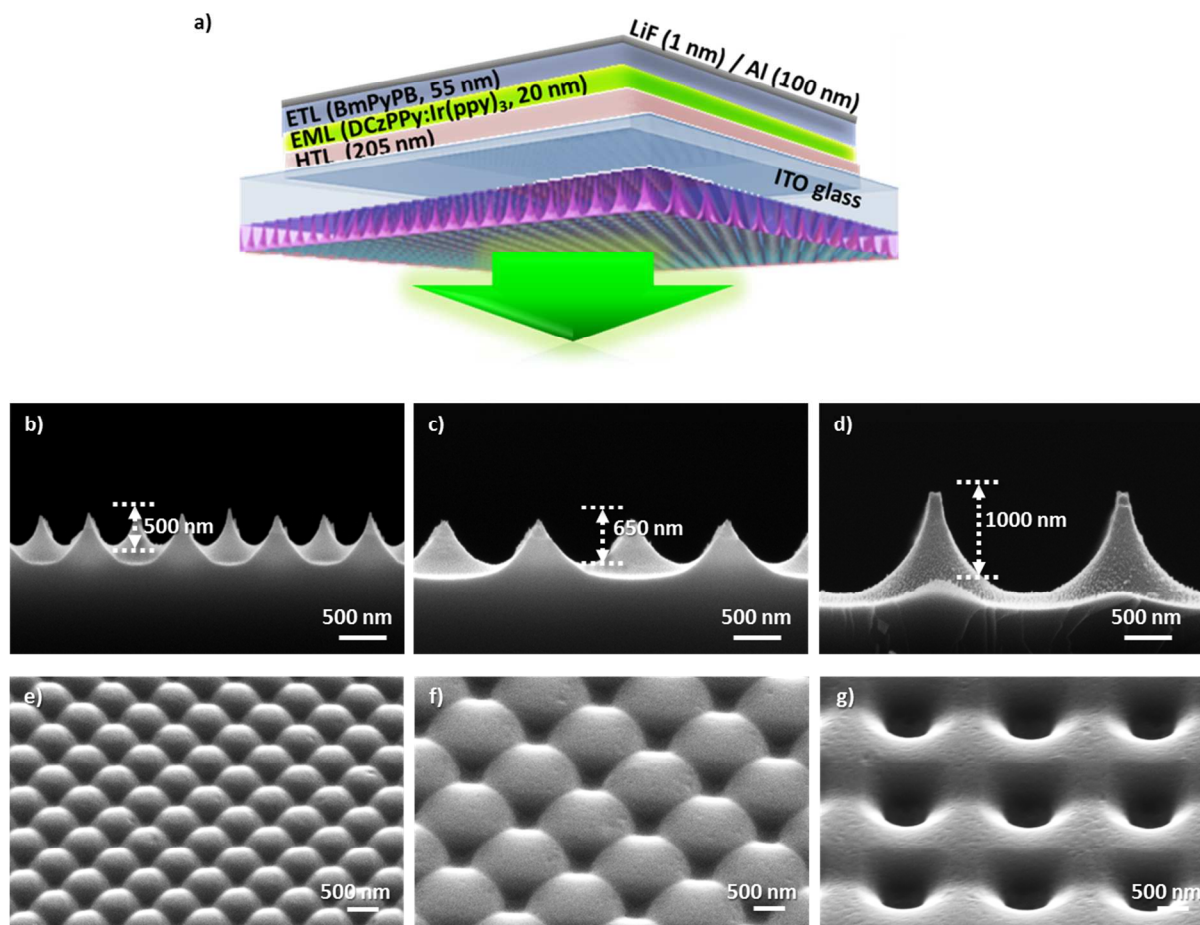 a)
LiF (1 nm) / Al (100 nm)
ETL (BmPyPB, 55 nm)
EML (DCzPPy:Ir(ppy)3, 20 nm)
HTL (205 nm)
ITO glass
b)
500 nm
500 nm
c)
650 nm
500 nm
d)
1000 nm
500 nm
e)
500 nm
f)
500 nm
g)
500 nm